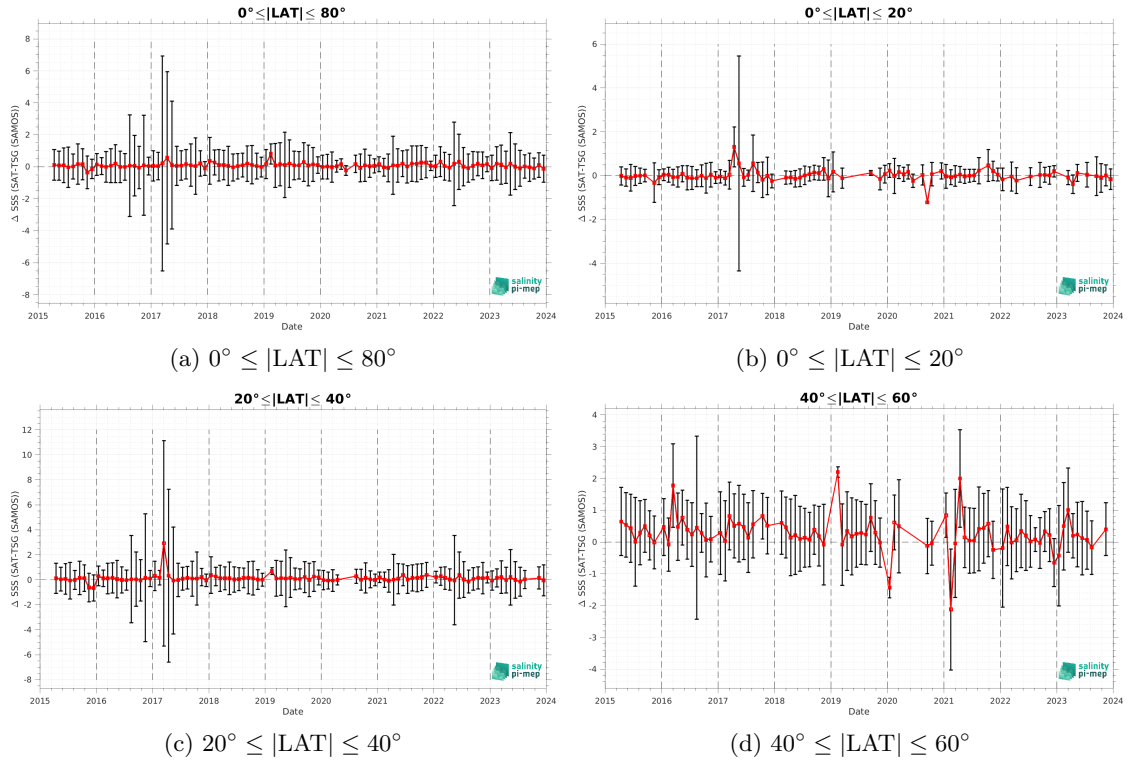 0°≤|LAT|≤ 80°
Δ SSS (SAT-TSG (SAMOS))
8
6
4
2
0
-2
-4
-6
-8
2015 2016 2017 2018 2019 2020 2021 2022 2023 2024
Date
salinity
pi-mep
(a) 0° ≤ |LAT| ≤ 80°
0°≤|LAT|≤ 20°
Δ SSS (SAT-TSG (SAMOS))
6
4
2
0
-2
-4
2015 2016 2017 2018 2019 2020 2021 2022 2023 2024
Date
salinity
pi-mep
(b) 0° ≤ |LAT| ≤ 20°
20°≤|LAT|≤ 40°
Δ SSS (SAT-TSG (SAMOS))
12
10
8
6
4
2
0
-2
-4
-6
-8
2015 2016 2017 2018 2019 2020 2021 2022 2023 2024
Date
salinity
pi-mep
(c) 20° ≤ |LAT| ≤ 40°
40°≤|LAT|≤ 60°
Δ SSS (SAT-TSG (SAMOS))
4
3
2
1
0
-1
-2
-3
-4
2015 2016 2017 2018 2019 2020 2021 2022 2023 2024
Date
salinity
pi-mep
(d) 40° ≤ |LAT| ≤ 60°